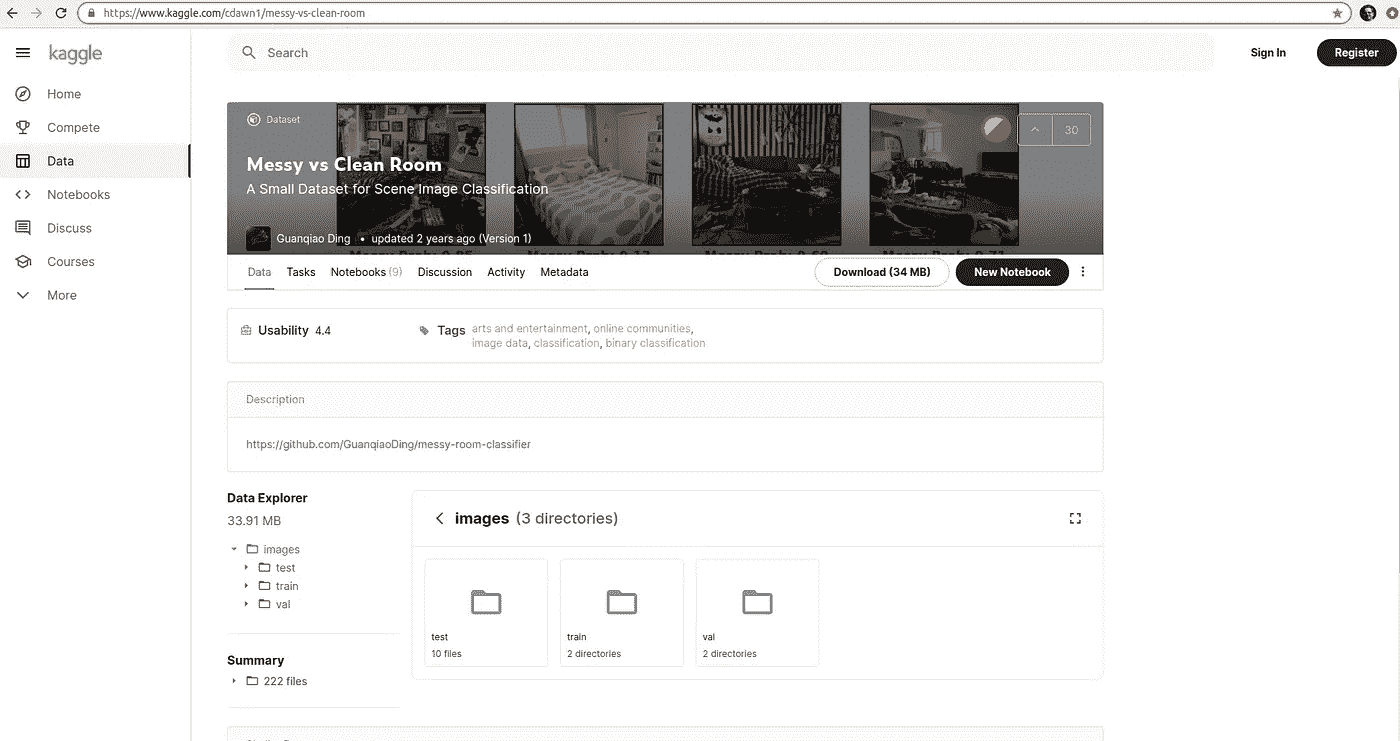 https://www.kaggle.com/cdawn1/messy-vs-clean-room
kaggle
Search
Sign In
Register
Home
Compete
Data
Notebooks
Discuss
Courses
More
Dataset
30
Messy vs Clean Room
A Small Dataset for Scene Image Classification
Guanqiao Ding • updated 2 years ago (Version 1)
Data Tasks Notebooks (9) Discussion Activity Metadata
Download (34 MB)
New Notebook
Usability 4.4
Tags arts and entertainment, online communities,
image data, classification, binary classification
Description
https://github.com/GuanqiaoDing/messy-room-classifier
Data Explorer
33.91 MB
images
test
train
val
Summary
222 files
images (3 directories)
test
10 files
train
2 directories
val
2 directories